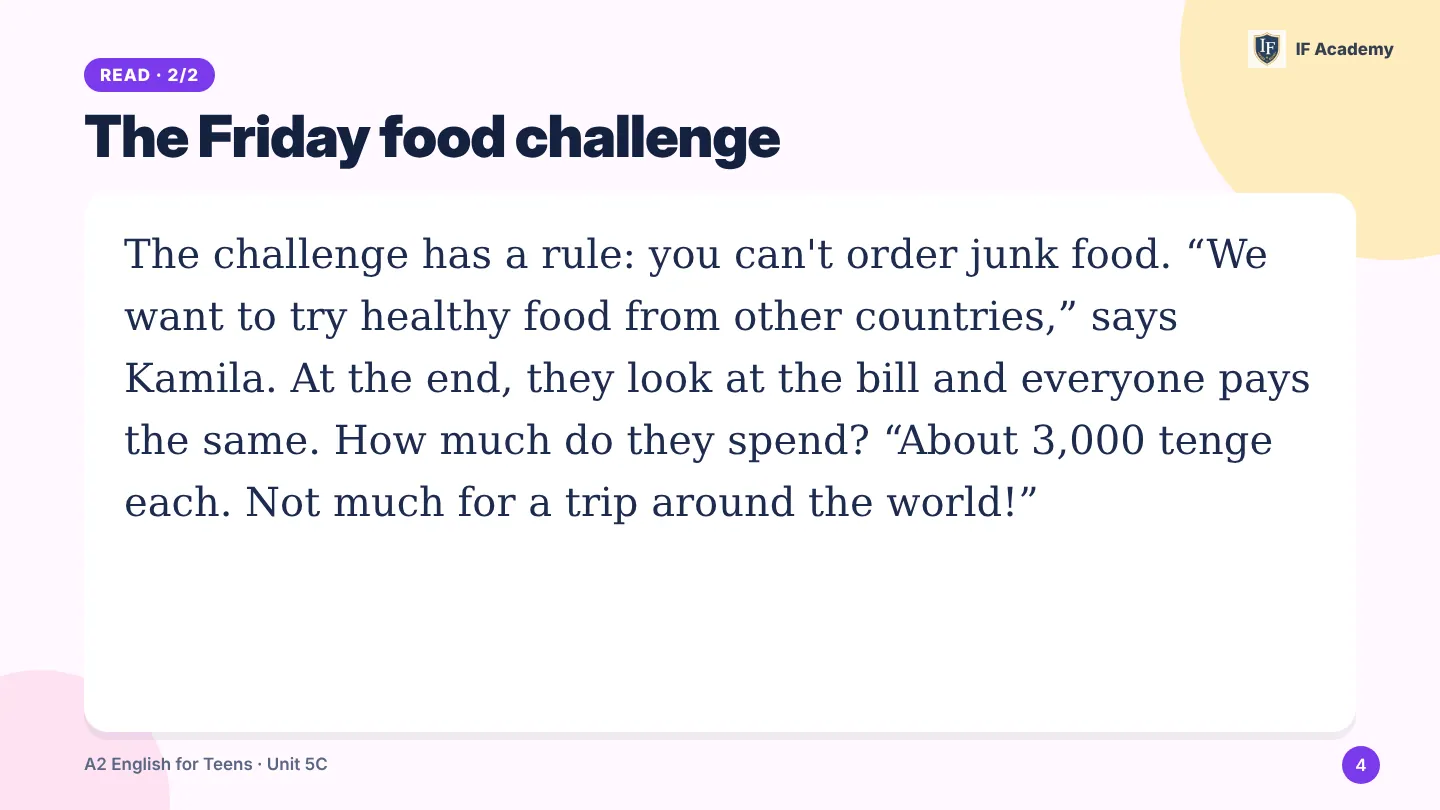 IF
IF Academy
READ · 2/2
The Friday food challenge
The challenge has a rule: you can't order junk food. “We
want to try healthy food from other countries,” says
Kamila. At the end, they look at the bill and everyone pays
the same. How much do they spend? “About 3,000 tenge
each. Not much for a trip around the world!”
A2 English for Teens · Unit 5C
4